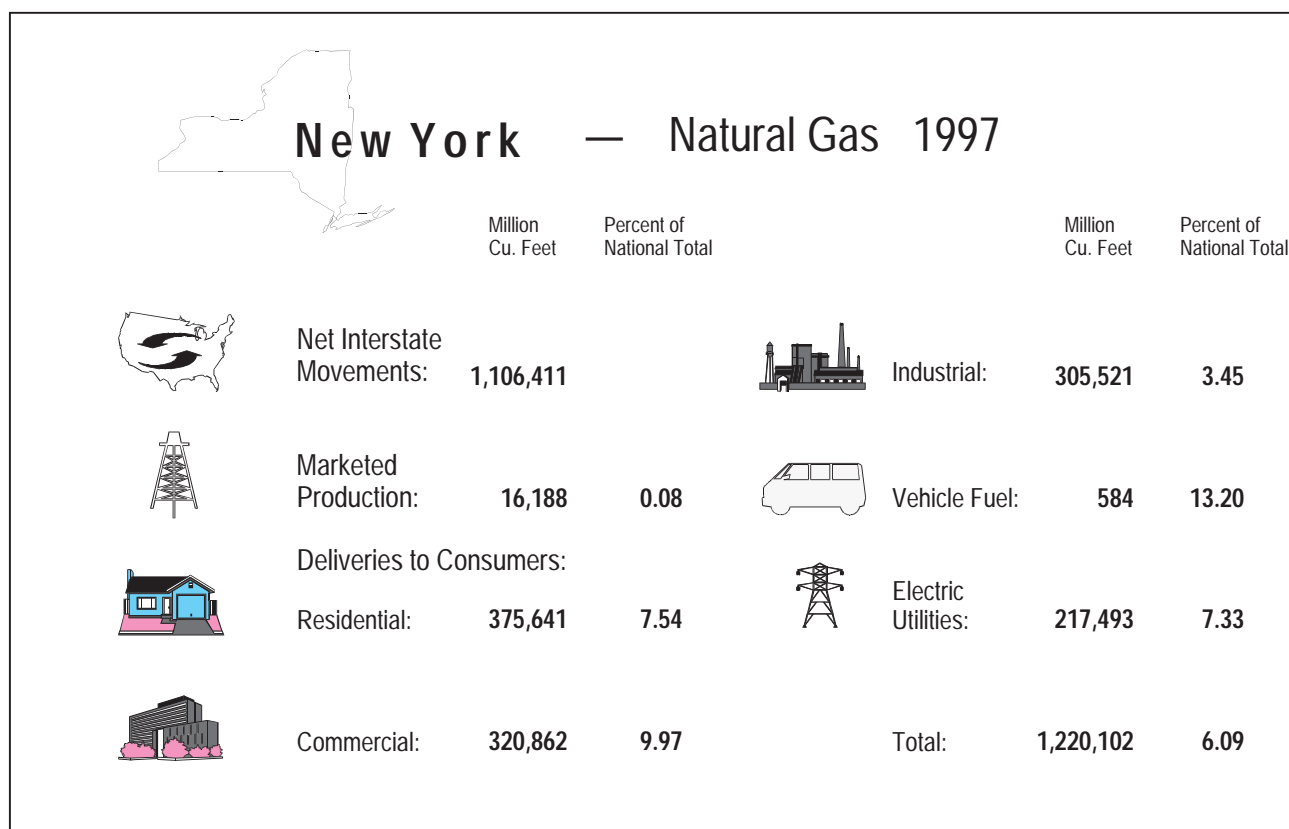 New York — Natural Gas 1997
Million Percent of Million Percent of
Cu. Feet National Total Cu. Feet National Total
Net Interstate
Movements: 1,106,411
Industrial: 305,521 3.45
Marketed
Production: 16,188 0.08
Vehicle Fuel: 584 13.20
Deliveries to Consumers:
Residential: 375,641 7.54
Electric
Utilities: 217,493 7.33
Commercial: 320,862 9.97
Total: 1,220,102 6.09